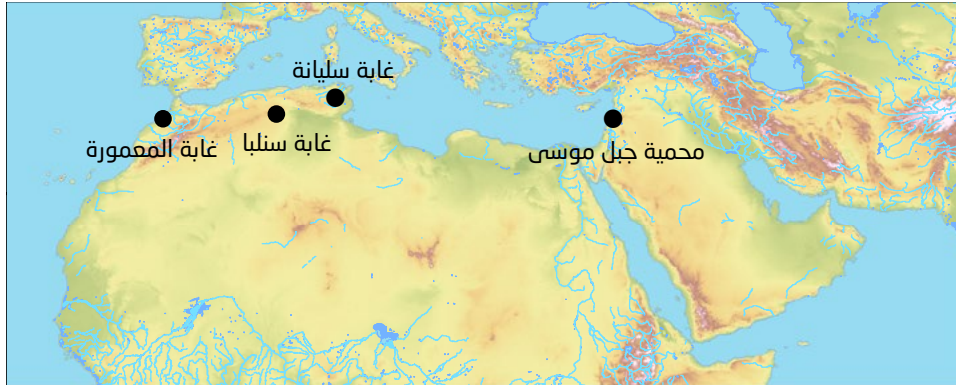 غابة سليانة
غابة المعمورة
غابة سنلبا
محمية جبل موسى